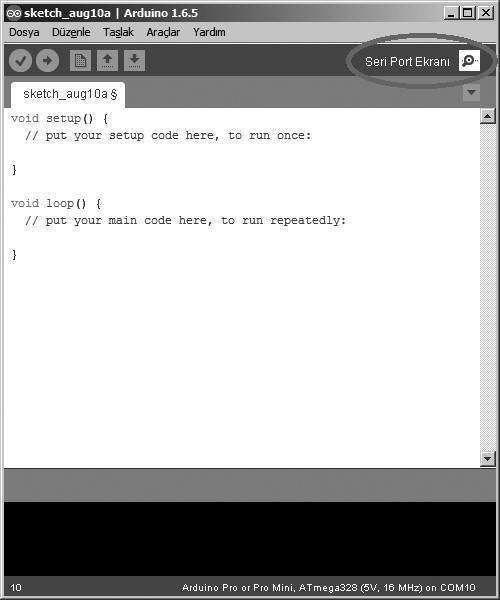 sketch_aug10a | Arduino 1.6.5
Dosya Düzenle Taslak Araçlar Yardım
Seri Port Ekranı
sketch_aug10a §
void setup() {
  // put your setup code here, to run once:
}
void loop() {
  // put your main code here, to run repeatedly:
}
10 Arduino Pro or Pro Mini, ATmega328 (5V, 16 MHz) on COM10